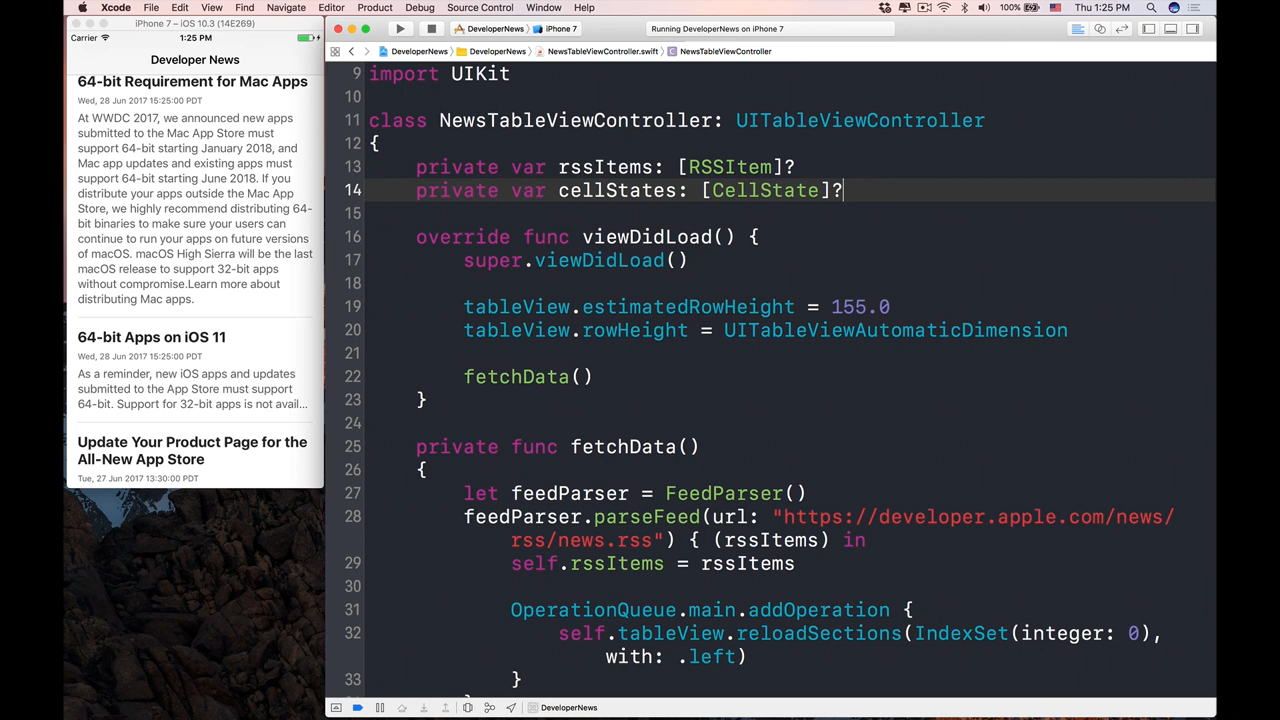 Xcode File Edit View Find Navigate Editor Product Debug Source Control Window Help
100% Thu 1:25 PM
iPhone 7 – iOS 10.3 (14E269)
Carrier 1:25 PM
Developer News
64-bit Requirement for Mac Apps
Wed, 28 Jun 2017 15:25:00 PDT
At WWDC 2017, we announced new apps
submitted to the Mac App Store must
support 64-bit starting January 2018, and
Mac app updates and existing apps must
support 64-bit starting June 2018. If you
distribute your apps outside the Mac App
Store, we highly recommend distributing 64-
bit binaries to make sure your users can
continue to run your apps on future versions
of macOS. macOS High Sierra will be the last
macOS release to support 32-bit apps
without compromise.Learn more about
distributing Mac apps.
64-bit Apps on iOS 11
Wed, 28 Jun 2017 15:25:00 PDT
As a reminder, new iOS apps and updates
submitted to the App Store must support
64-bit. Support for 32-bit apps is not avail...
Update Your Product Page for the
All-New App Store
Tue, 27 Jun 2017 13:30:00 PDT
DeveloperNews iPhone 7
Running DeveloperNews on iPhone 7
DeveloperNews DeveloperNews NewsTableViewController.swift NewsTableViewController
9 import UIKit
10
11 class NewsTableViewController: UITableViewController
12 {
13 private var rssItems: [RSSItem]?
14 private var cellStates: [CellState]?
15
16 override func viewDidLoad() {
17 super.viewDidLoad()
18
19 tableView.estimatedRowHeight = 155.0
20 tableView.rowHeight = UITableViewAutomaticDimension
21
22 fetchData()
23 }
24
25 private func fetchData()
26 {
27 let feedParser = FeedParser()
28 feedParser.parseFeed(url: "https://developer.apple.com/news/
rss/news.rss") { (rssItems) in
29 self.rssItems = rssItems
30
31 OperationQueue.main.addOperation {
32 self.tableView.reloadSections(IndexSet(integer: 0),
with: .left)
33 }
DeveloperNews